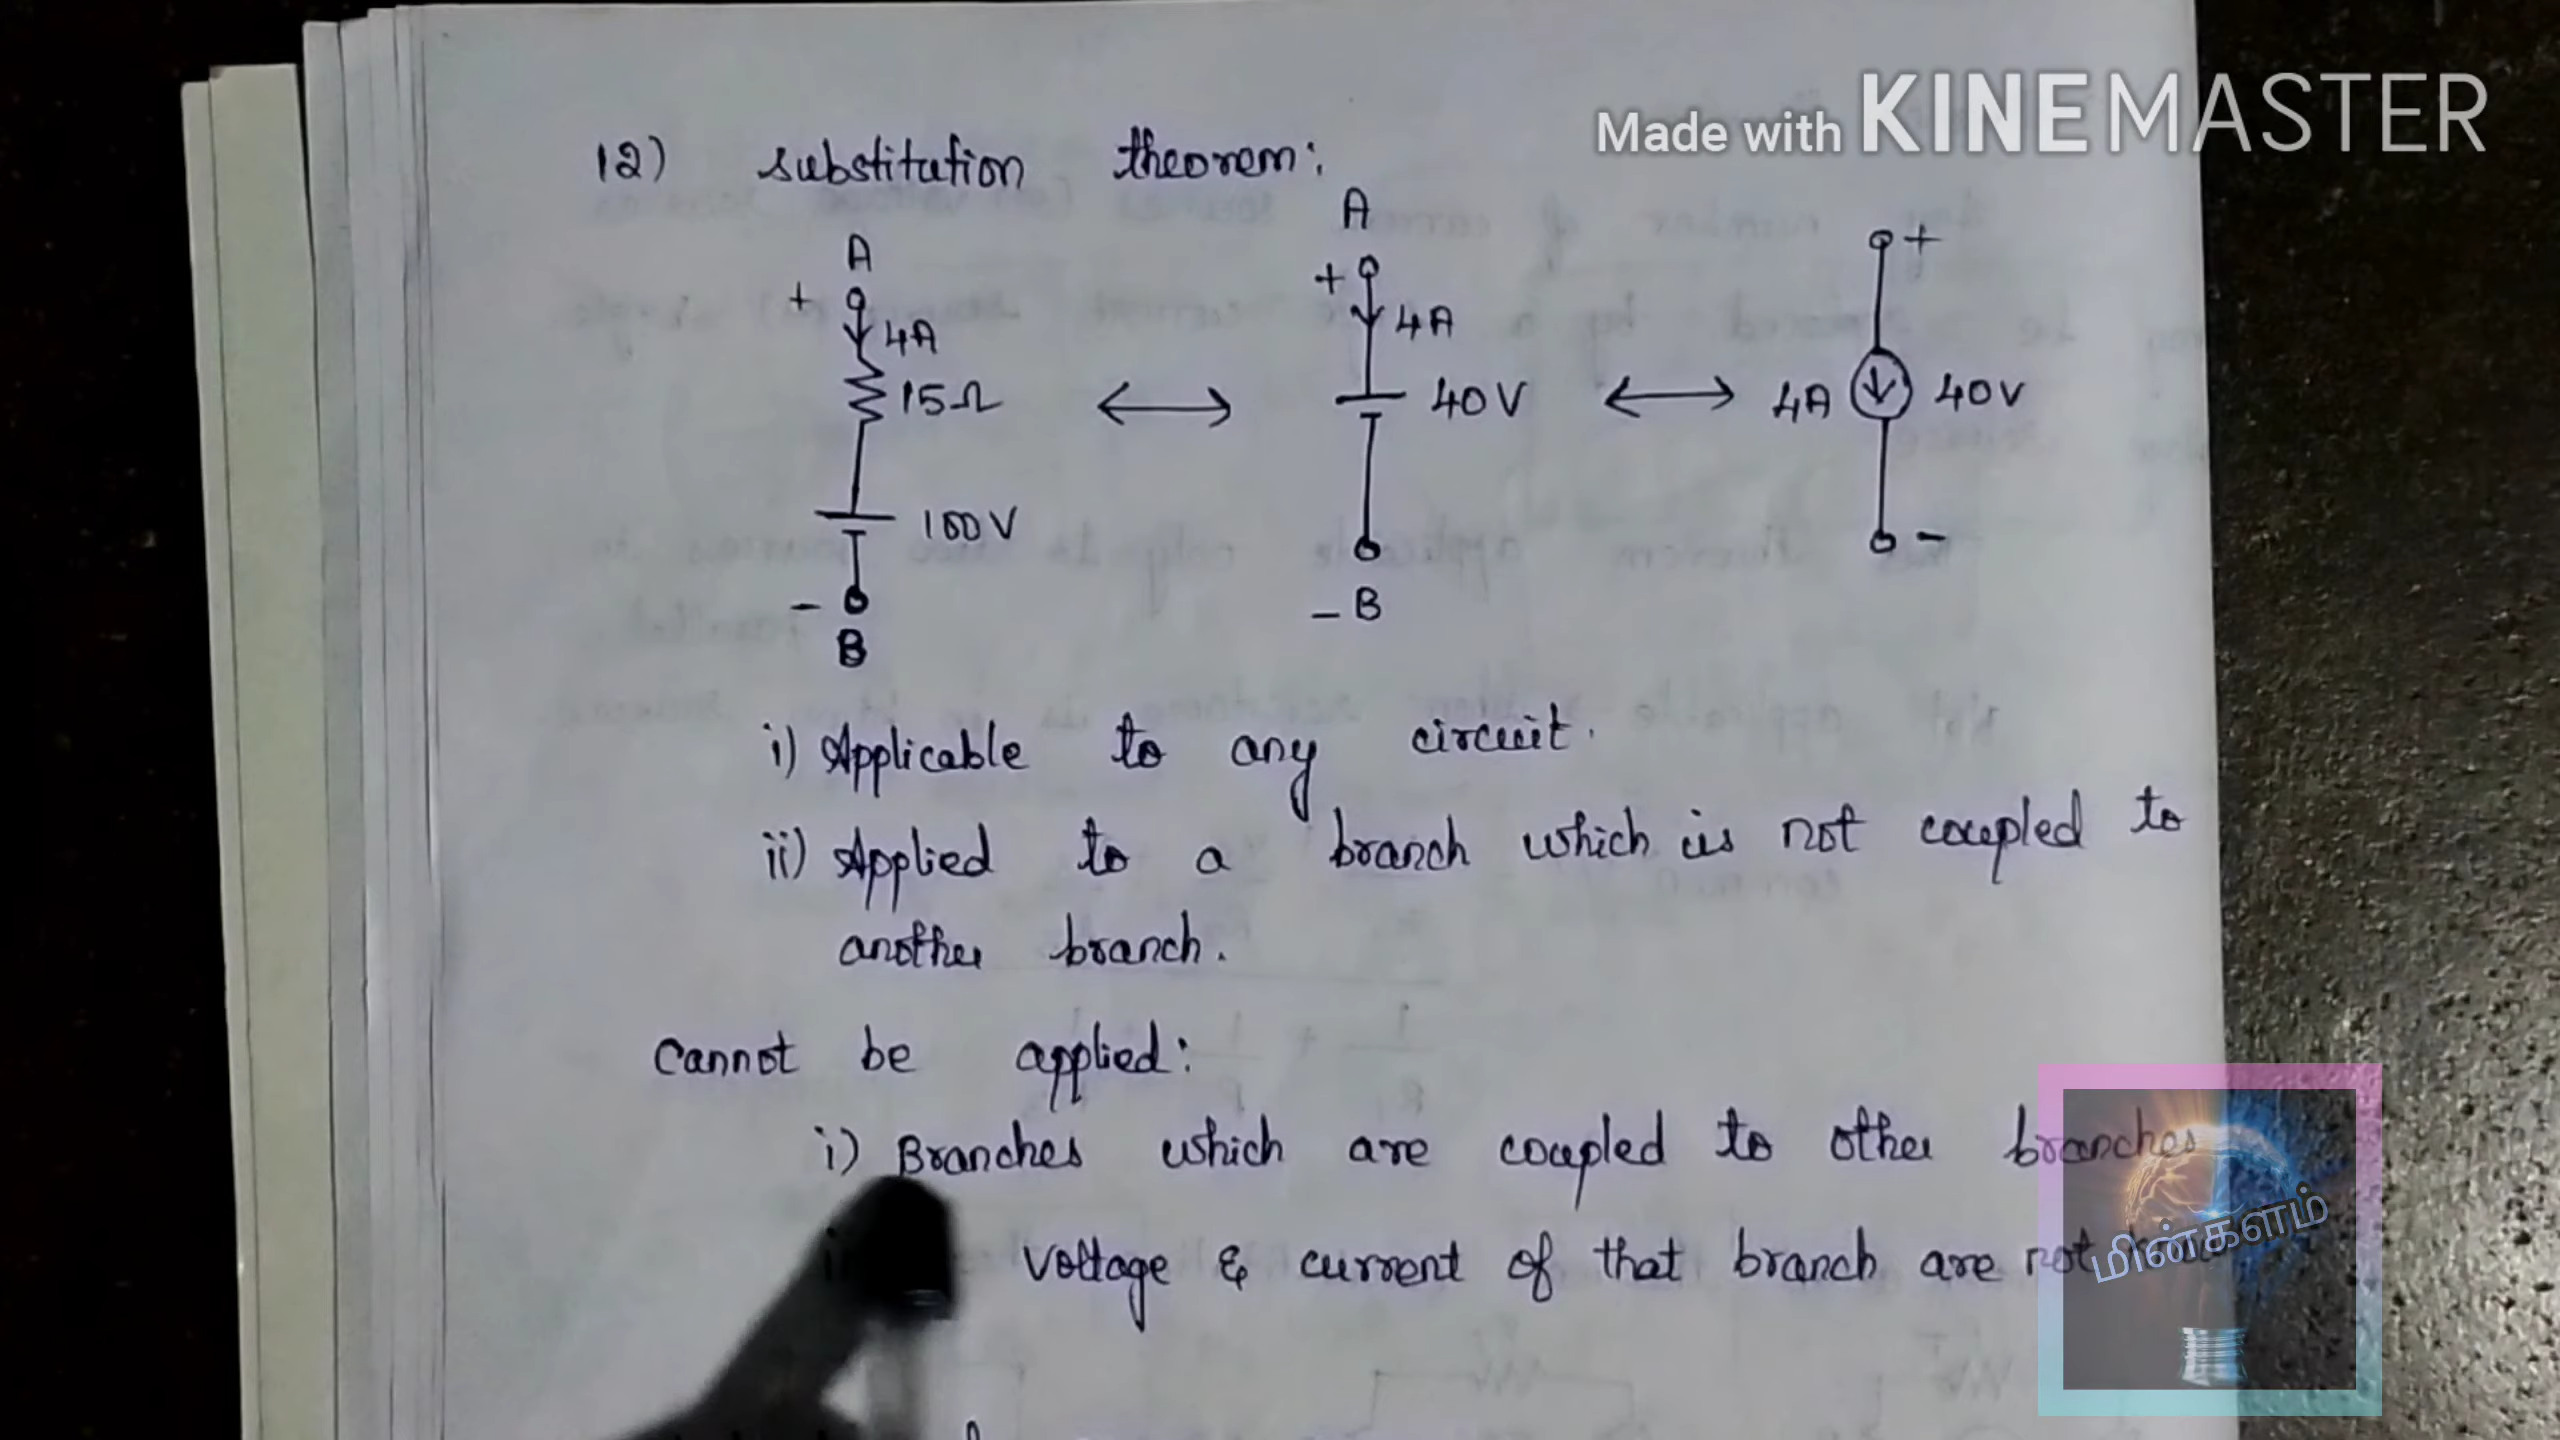 Made with KINEMASTER
12) substitution theorem:
A
+
4A
15Ω
100V
-
B
A
+
4A
40V
- B
+
4A 40V
-
i) Applicable to any circuit.
ii) Applied to a branch which is not coupled to
another branch.
cannot be applied:
i) Branches which are coupled to other branches
voltage & current of that branch are not
மின்களம்